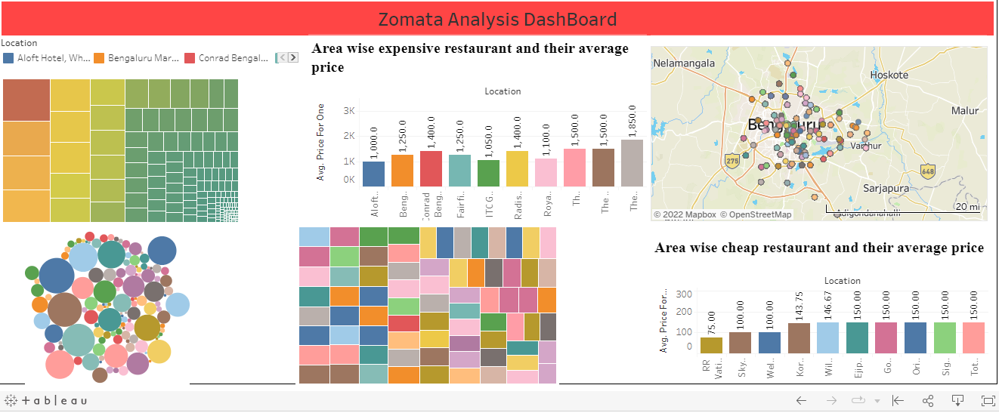 Zomata Analysis DashBoard
Location
Aloft Hotel, Wh... Bengaluru Mar... Conrad Bengal...
Area wise expensive restaurant and their average
price
Location
Avg. Price For One
3K
2K
1K
0K
1,000.0 1,250.0 1,400.0 1,250.0 1,050.0 1,400.0 1,100.0 1,500.0 1,500.0 1,850.0
Aloft.. Beng.. Conrad Beng.. Fairfi.. ITC G.. Radis.. Roya.. Th.. The .. The..
Nelamangala
Hoskote
Malur
Bengaluru
Varthur
275
648
Sarjapura
20 mi
© 2022 Mapbox © OpenStreetMap
Adigondanahalli
Area wise cheap restaurant and their average price
Location
Avg. Price For...
300
200
100
0
75.00 100.00 100.00 143.75 146.67 150.00 150.00 150.00 150.00 150.00
RR Vati.. Sky.. Wel.. Kor.. Wil.. Ejip.. Go.. Ori.. Sig.. Tot..
+ableau